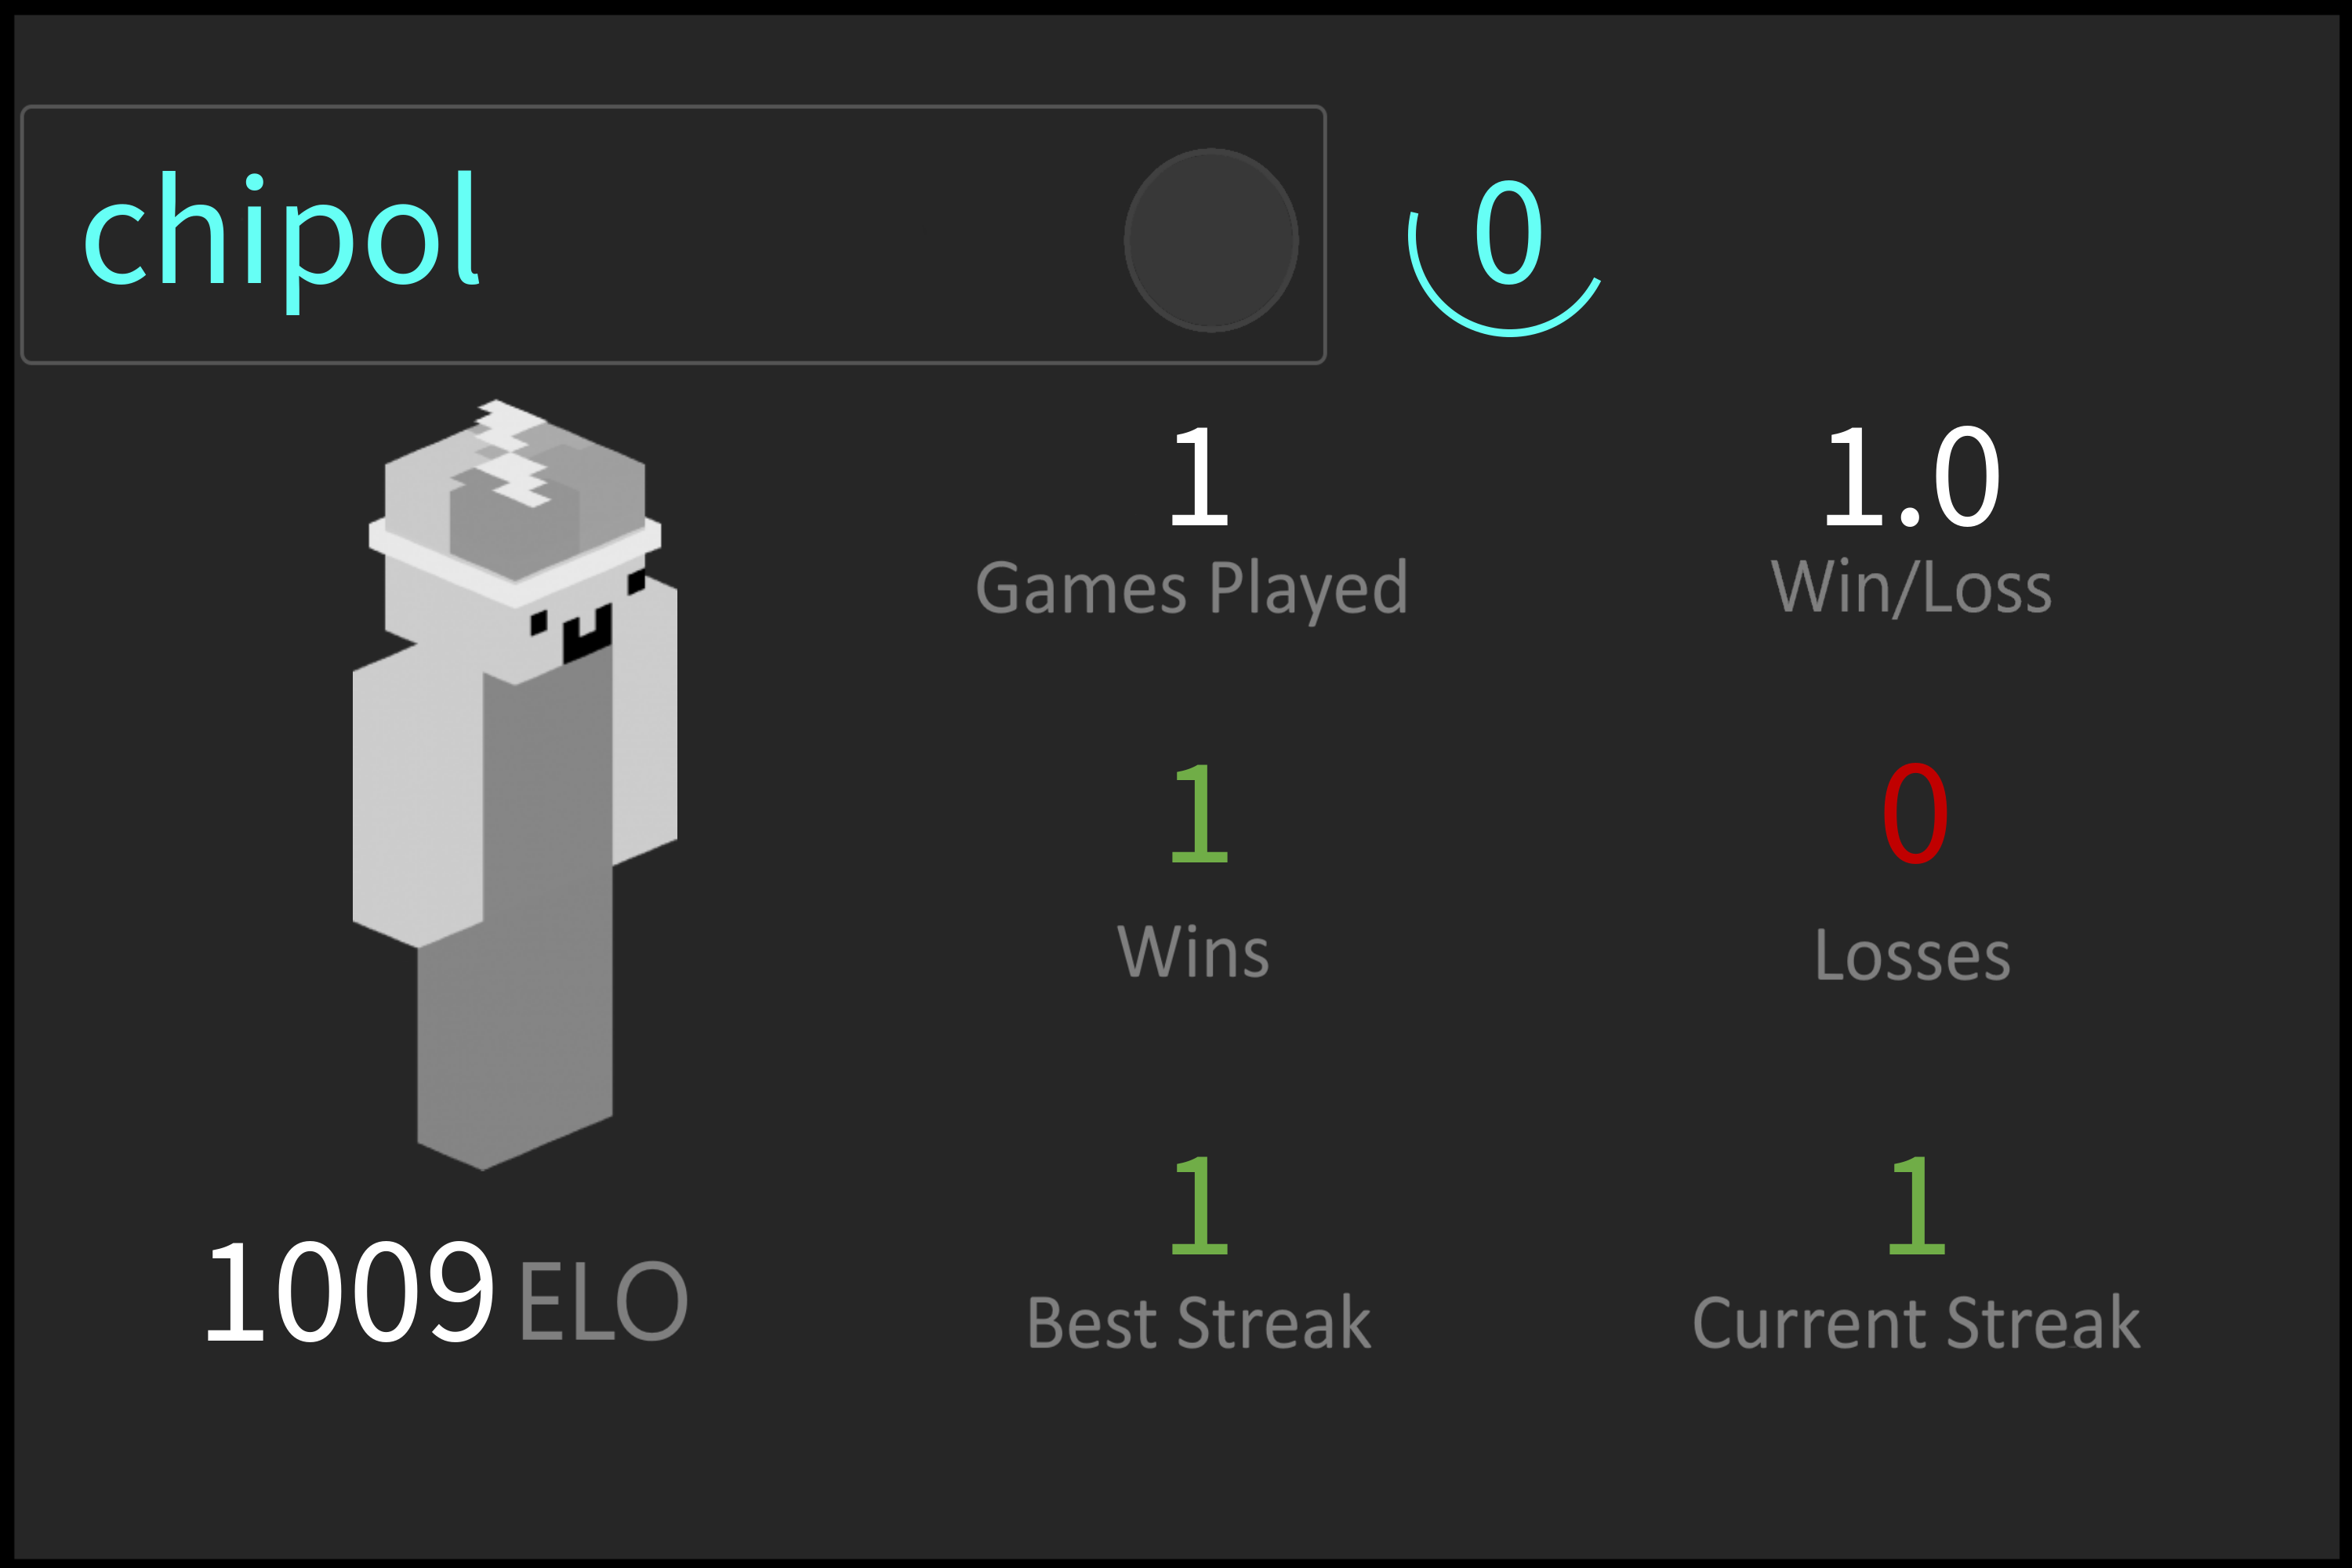 chipol
0
1 1.0
Games Played Win/Loss
1 0
Wins Losses
1 1
Best Streak Current Streak
1009 ELO